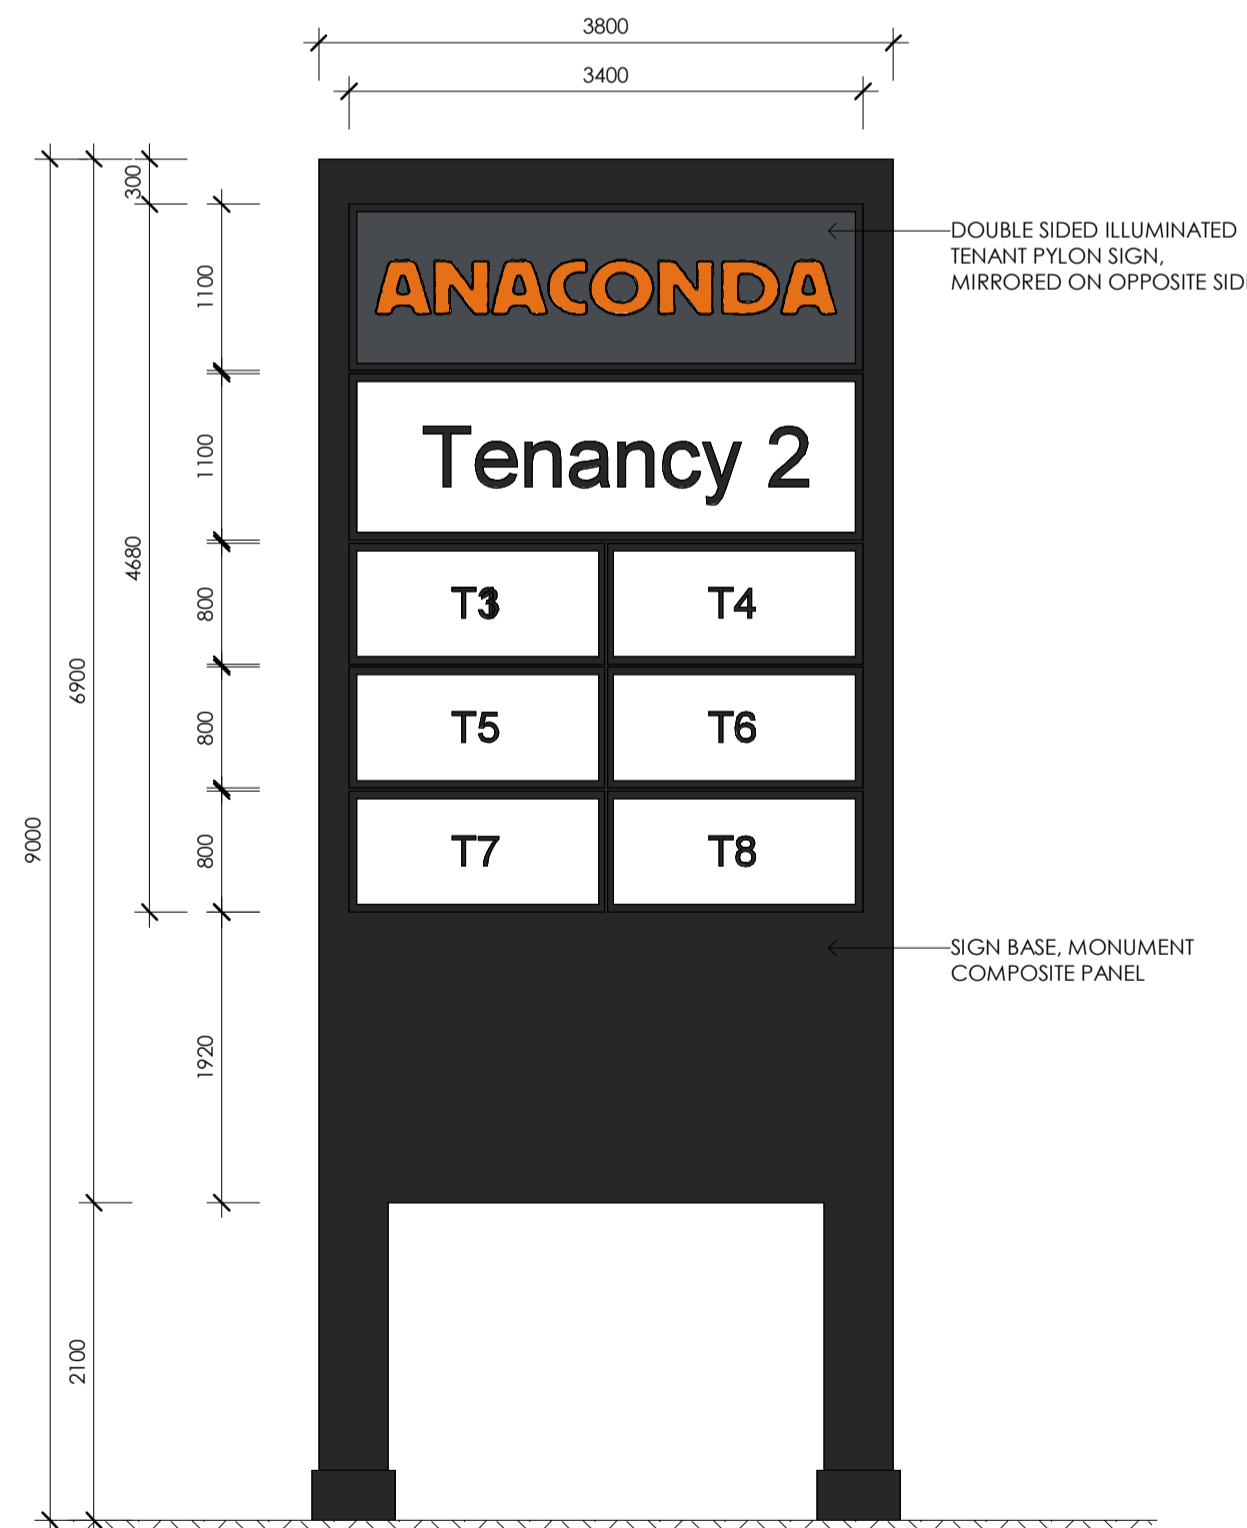 3800
3400
300
1100
DOUBLE SIDED ILLUMINATED
TENANT PYLON SIGN,
MIRRORED ON OPPOSITE SID
ANACONDA
1100
Tenancy 2
4680
800
T3 T4
6900
800
T5 T6
9000
800
T7 T8
SIGN BASE, MONUMENT
COMPOSITE PANEL
1920
2100